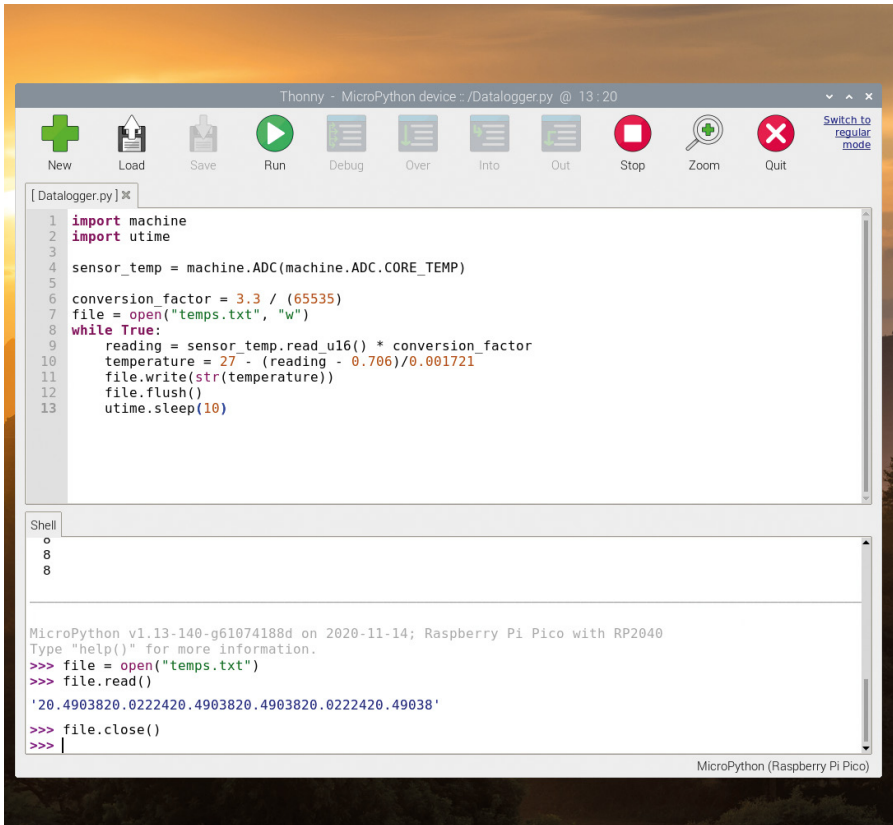 Thonny - MicroPython device :: /Datalogger.py @ 13 : 20
New Load Save Run Debug Over Into Out Stop Zoom Quit
Switch to
regular
mode
[ Datalogger.py ]
1 import machine
2 import utime
3
4 sensor_temp = machine.ADC(machine.ADC.CORE_TEMP)
5
6 conversion_factor = 3.3 / (65535)
7 file = open("temps.txt", "w")
8 while True:
9     reading = sensor_temp.read_u16() * conversion_factor
10     temperature = 27 - (reading - 0.706)/0.001721
11     file.write(str(temperature))
12     file.flush()
13     utime.sleep(10)
Shell
8
8
MicroPython v1.13-140-g61074188d on 2020-11-14; Raspberry Pi Pico with RP2040
Type "help()" for more information.
>>> file = open("temps.txt")
>>> file.read()
'20.4903820.0222420.4903820.4903820.0222420.49038'
>>> file.close()
>>>
MicroPython (Raspberry Pi Pico)